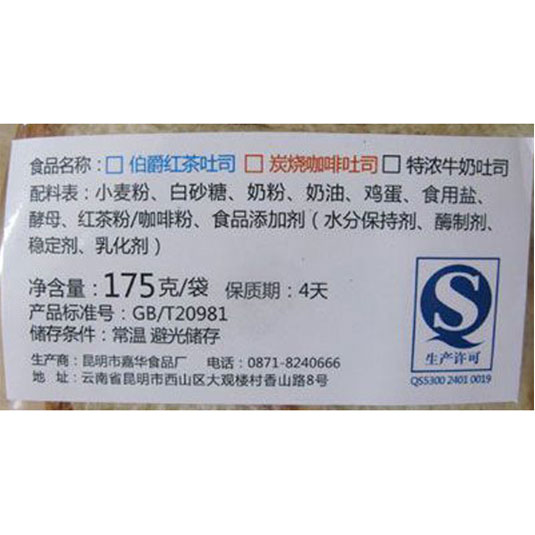 食品名称：□伯爵红茶吐司 □炭烧咖啡吐司 □特浓牛奶吐司
配料表：小麦粉、白砂糖、奶粉、奶油、鸡蛋、食用盐、
酵母、红茶粉/咖啡粉、食品添加剂（水分保持剂、酶制剂、
稳定剂、乳化剂）
净含量：175克/袋 保质期：4天
产品标准号：GB/T20981
储存条件：常温 避光储存
生产商：昆明市嘉华食品厂 电话：0871-8240666
地 址：云南省昆明市西山区大观楼村香山路8号
QS
生产许可
QS5300 2401 0019